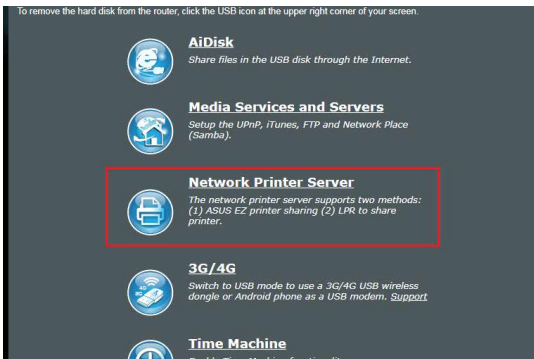 To remove the hard disk from the router, click the USB icon at the upper right corner of your screen.
AiDisk
Share files in the USB disk through the Internet.
Media Services and Servers
Setup the UPnP, iTunes, FTP and Network Place
(Samba).
Network Printer Server
The network printer server supports two methods:
(1) ASUS EZ printer sharing (2) LPR to share
printer.
3G/4G
Switch to USB mode to use a 3G/4G USB wireless
dongle or Android phone as a USB modem. Support
Time Machine